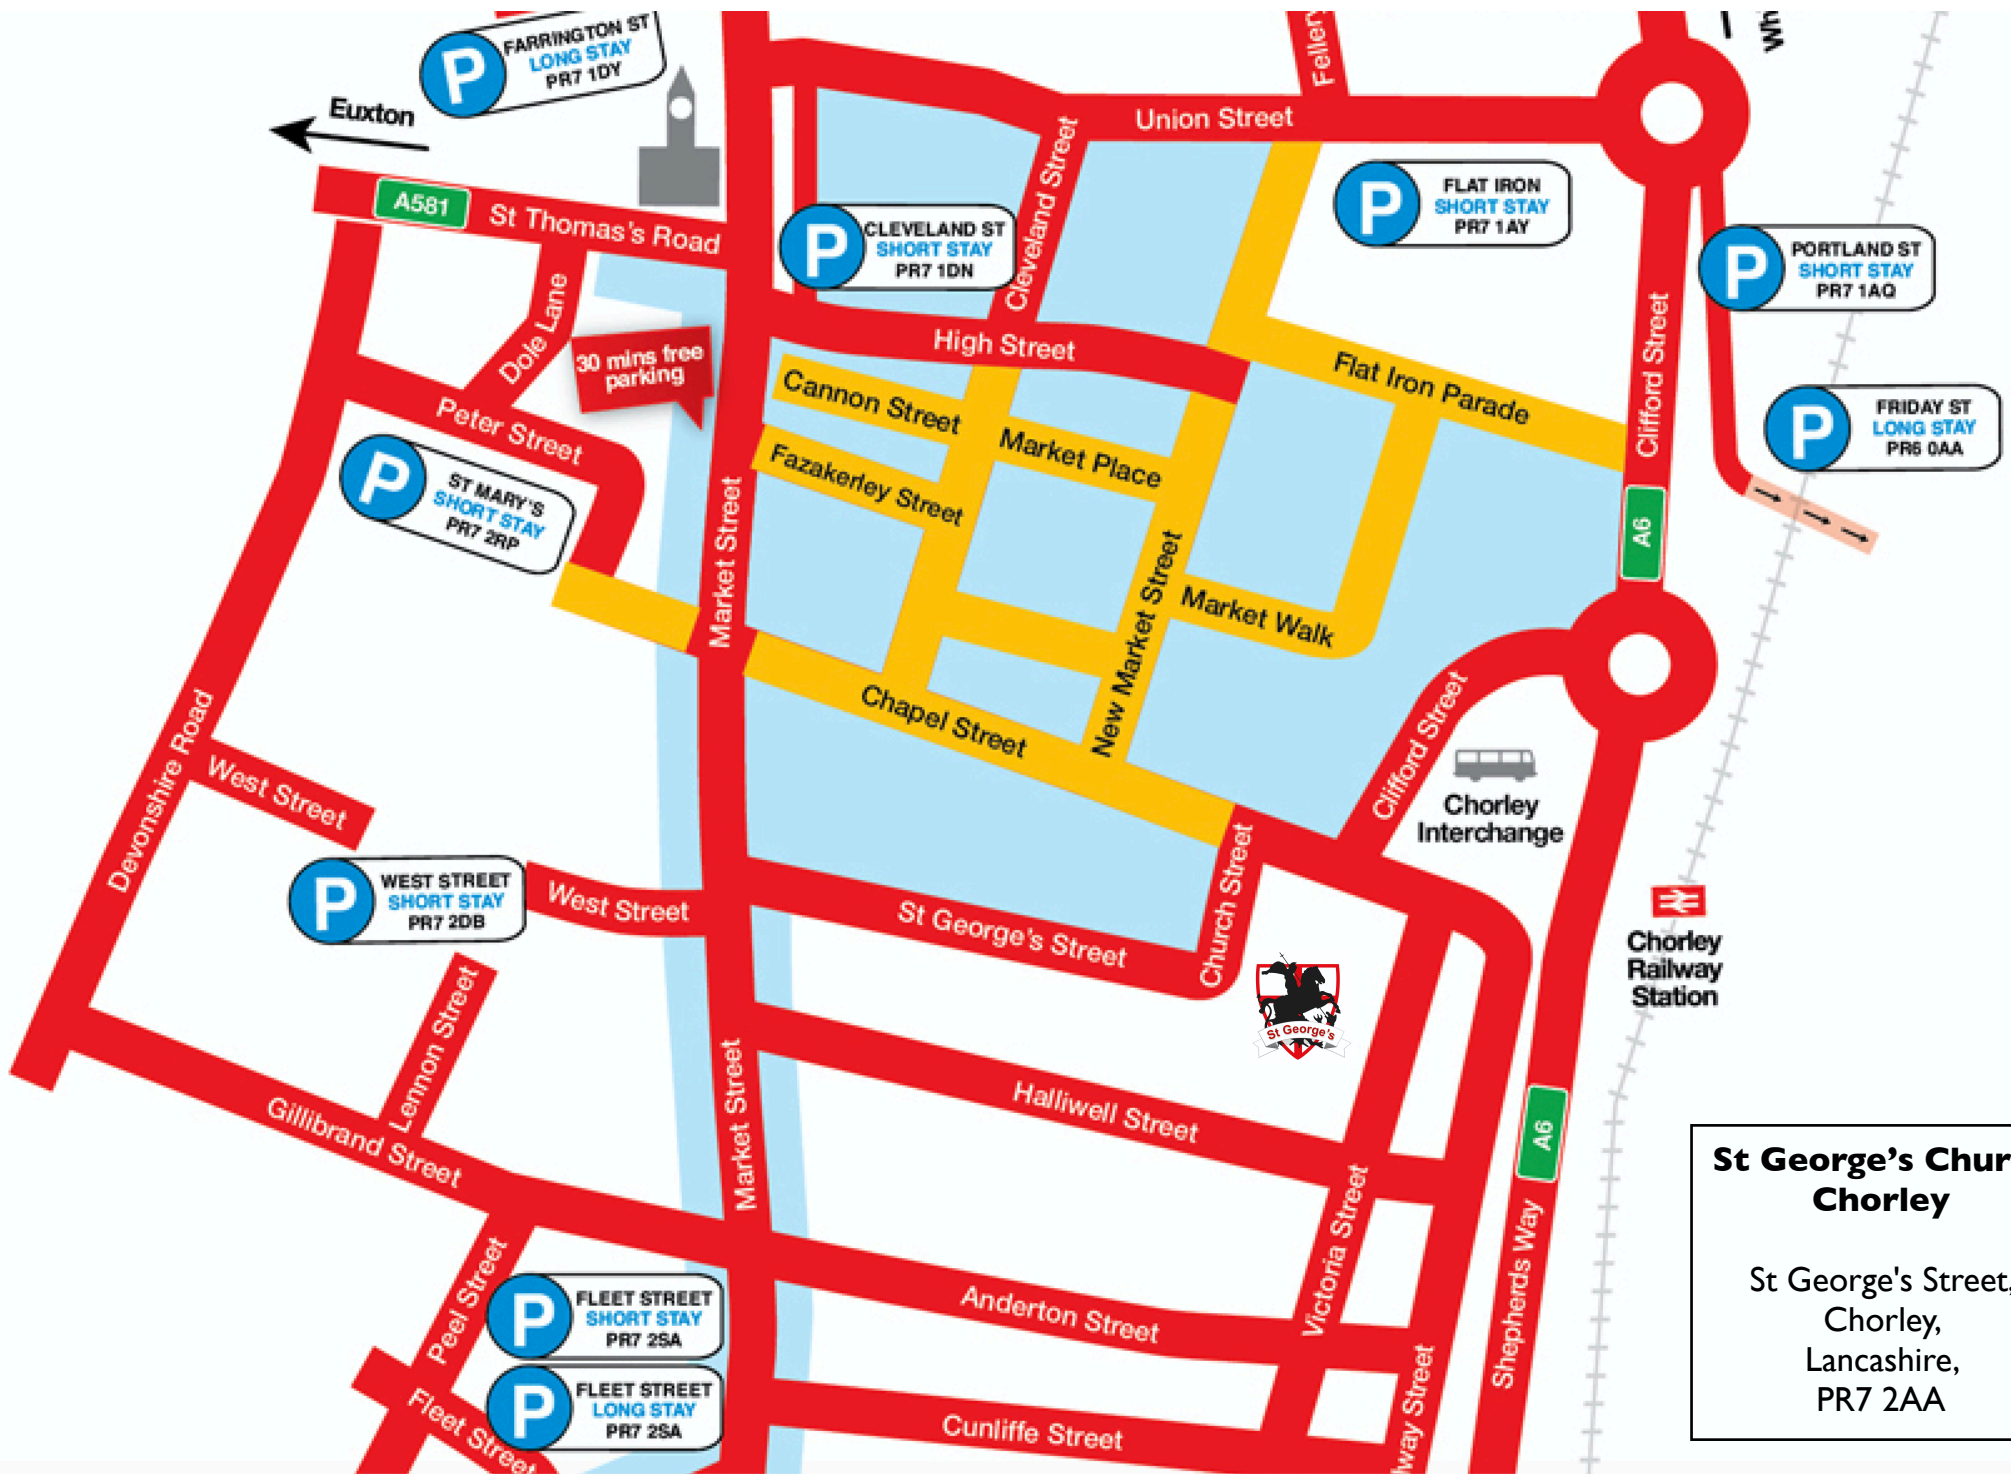 FARRINGTON ST
LONG STAY
PR7 1DY
Euxton
A581
St Thomas's Road
Union Street
Cleveland Street
CLEVELAND ST
SHORT STAY
PR7 1DN
FLAT IRON
SHORT STAY
PR7 1AY
PORTLAND ST
SHORT STAY
PR7 1AQ
FRIDAY ST
LONG STAY
PR6 0AA
Clifford Street
A6
Dole Lane
30 mins free
parking
High Street
Flat Iron Parade
Cannon Street
Market Place
Fazakerley Street
Peter Street
ST MARY'S
SHORT STAY
PR7 2RP
Market Street
New Market Street
Market Walk
Chapel Street
Clifford Street
Chorley
Interchange
Devonshire Road
West Street
WEST STREET
SHORT STAY
PR7 2DB
West Street
St George's Street
Church Street
St George's
Chorley
Railway
Station
Lennon Street
Gillibrand Street
Market Street
Halliwell Street
Victoria Street
A6
Shepherds Way
Peel Street
FLEET STREET
SHORT STAY
PR7 2SA
FLEET STREET
LONG STAY
PR7 2SA
Fleet Street
Anderton Street
Cunliffe Street
lway Street
St George's Chur
Chorley
St George's Street,
Chorley,
Lancashire,
PR7 2AA
P
P
P
P
P
P
P
P
P